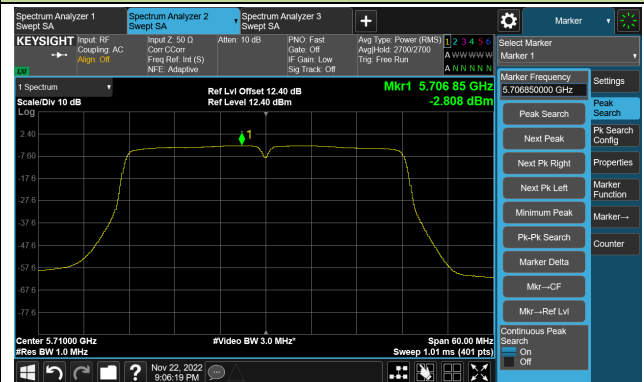 Spectrum Analyzer 1
Swept SA
Spectrum Analyzer 2
Swept SA
Spectrum Analyzer 3
Swept SA
+
Marker
KEYSIGHT
Input: RF
Coupling: AC
Align: Off
Input Z: 50 Ω
Corr CCorr
Freq Ref: Int (S)
NFE: Adaptive
Atten: 10 dB
PNO: Fast
Gate: Off
IF Gain: Low
Sig Track: Off
Avg Type: Power (RMS)
Avg|Hold: 2700/2700
Trig: Free Run
1 2 3 4 5 6
A W W W W W
A N N N N N
LXI
Select Marker
Marker 1
1 Spectrum
Scale/Div 10 dB
Log
Ref Lvl Offset 12.40 dB
Ref Level 12.40 dBm
Mkr1 5.706 85 GHz
-2.808 dBm
1
2.40
-7.60
-17.6
-27.6
-37.6
-47.6
-57.6
-67.6
-77.6
Center 5.71000 GHz
#Res BW 1.0 MHz
#Video BW 3.0 MHz*
Span 60.00 MHz
Sweep 1.01 ms (401 pts)
Marker Frequency
5.706850000 GHz
Peak Search
Next Peak
Next Pk Right
Next Pk Left
Minimum Peak
Pk-Pk Search
Marker Delta
Mkr→CF
Mkr→Ref Lvl
Continuous Peak
Search
On
Off
Settings
Peak
Search
Pk Search
Config
Properties
Marker
Function
Marker→
Counter
?
Nov 22, 2022
9:06:19 PM